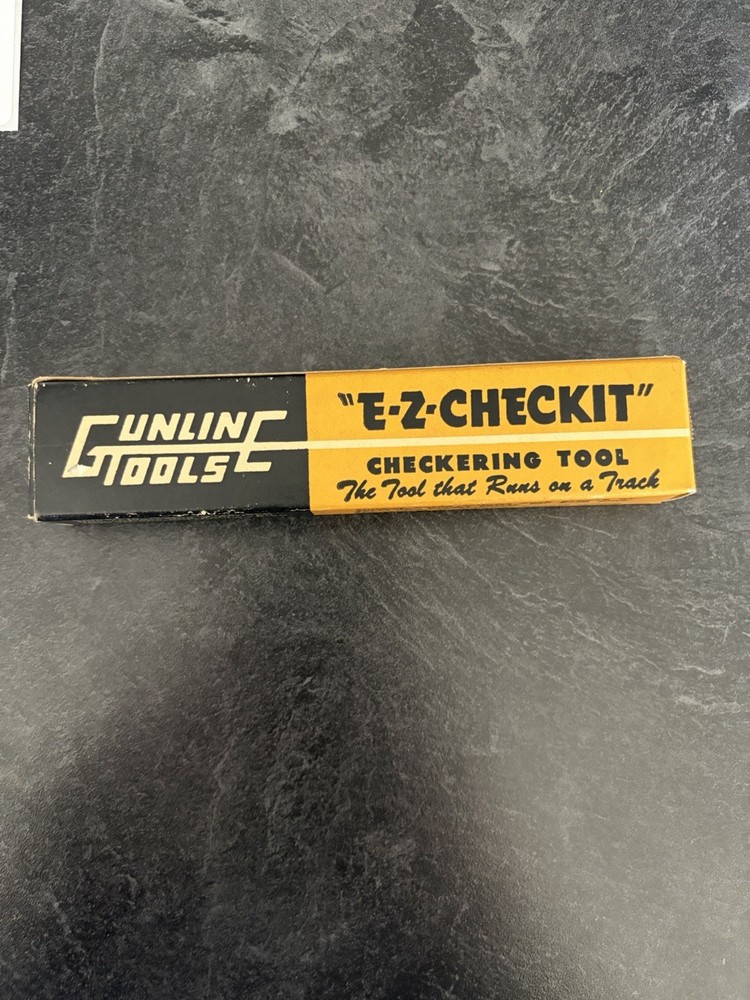 GUNLINE
TOOLS
"E-Z-CHECKIT"
CHECKERING TOOL
The Tool that Runs on a Track